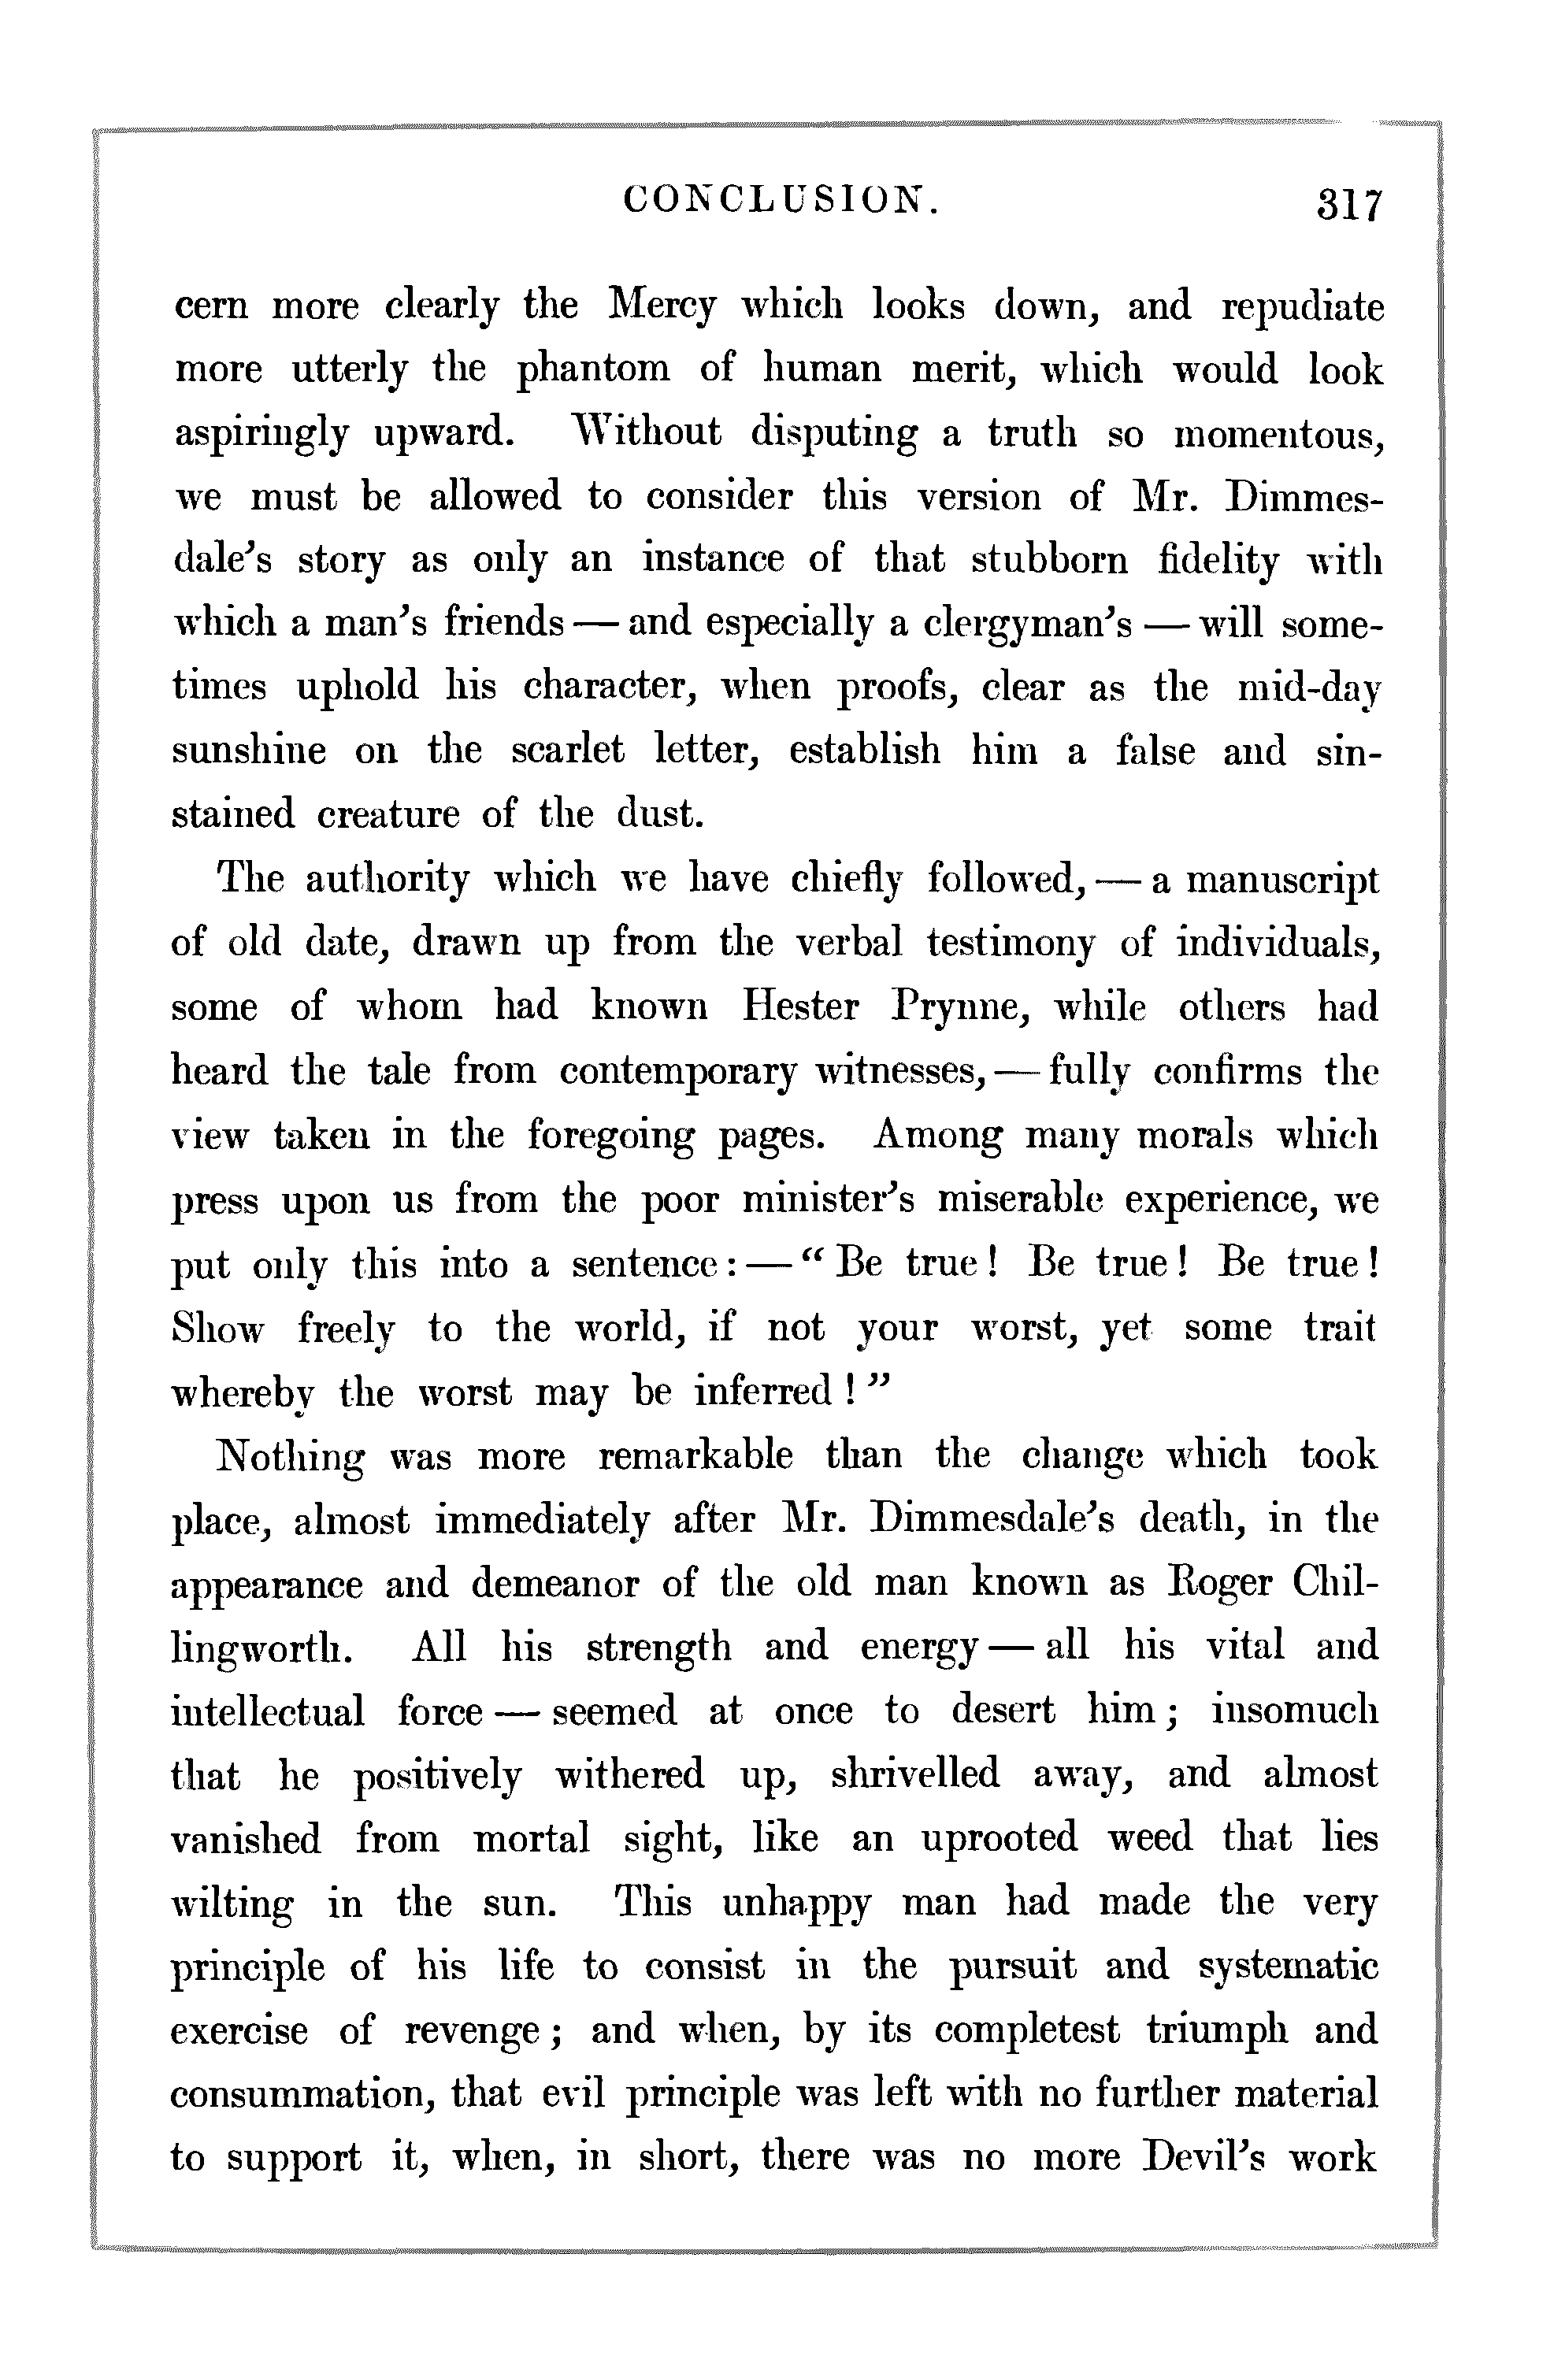 CONCLUSION. 317
cern more clearly the Mercy which looks down, and repudiate
more utterly the phantom of human merit, which would look
aspiringly upward. Without disputing a truth so momentous,
we must be allowed to consider this version of Mr. Dimmes-
dale's story as only an instance of that stubborn fidelity with
which a man's friends — and especially a clergyman's — will some-
times uphold his character, when proofs, clear as the mid-day
sunshine on the scarlet letter, establish him a false and sin-
stained creature of the dust.
The authority which we have chiefly followed, — a manuscript
of old date, drawn up from the verbal testimony of individuals,
some of whom had known Hester Prynne, while others had
heard the tale from contemporary witnesses, — fully confirms the
view taken in the foregoing pages. Among many morals which
press upon us from the poor minister's miserable experience, we
put only this into a sentence: — “ Be true! Be true! Be true!
Show freely to the world, if not your worst, yet some trait
whereby the worst may be inferred ! ”
Nothing was more remarkable than the change which took
place, almost immediately after Mr. Dimmesdale's death, in the
appearance and demeanor of the old man known as Roger Chil-
lingworth. All his strength and energy — all his vital and
intellectual force — seemed at once to desert him; insomuch
that he positively withered up, shrivelled away, and almost
vanished from mortal sight, like an uprooted weed that lies
wilting in the sun. This unhappy man had made the very
principle of his life to consist in the pursuit and systematic
exercise of revenge; and when, by its completest triumph and
consummation, that evil principle was left with no further material
to support it, when, in short, there was no more Devil's work